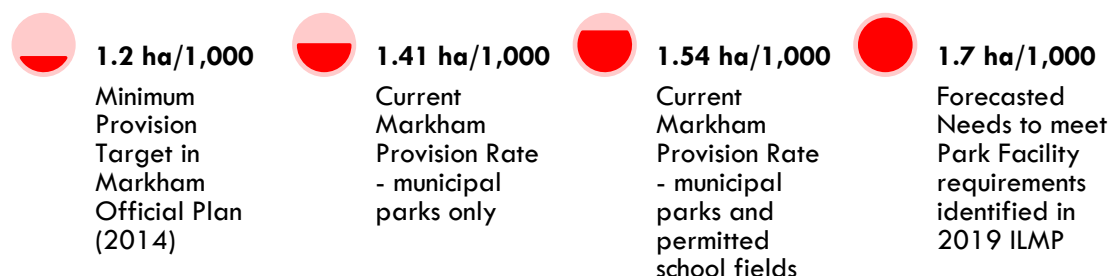 1.2 ha/1,000
Minimum
Provision
Target in
Markham
Official Plan
(2014)
1.41 ha/1,000
Current
Markham
Provision Rate
- municipal
parks only
1.54 ha/1,000
Current
Markham
Provision Rate
- municipal
parks and
permitted
school fields
1.7 ha/1,000
Forecasted
Needs to meet
Park Facility
requirements
identified in
2019 ILMP